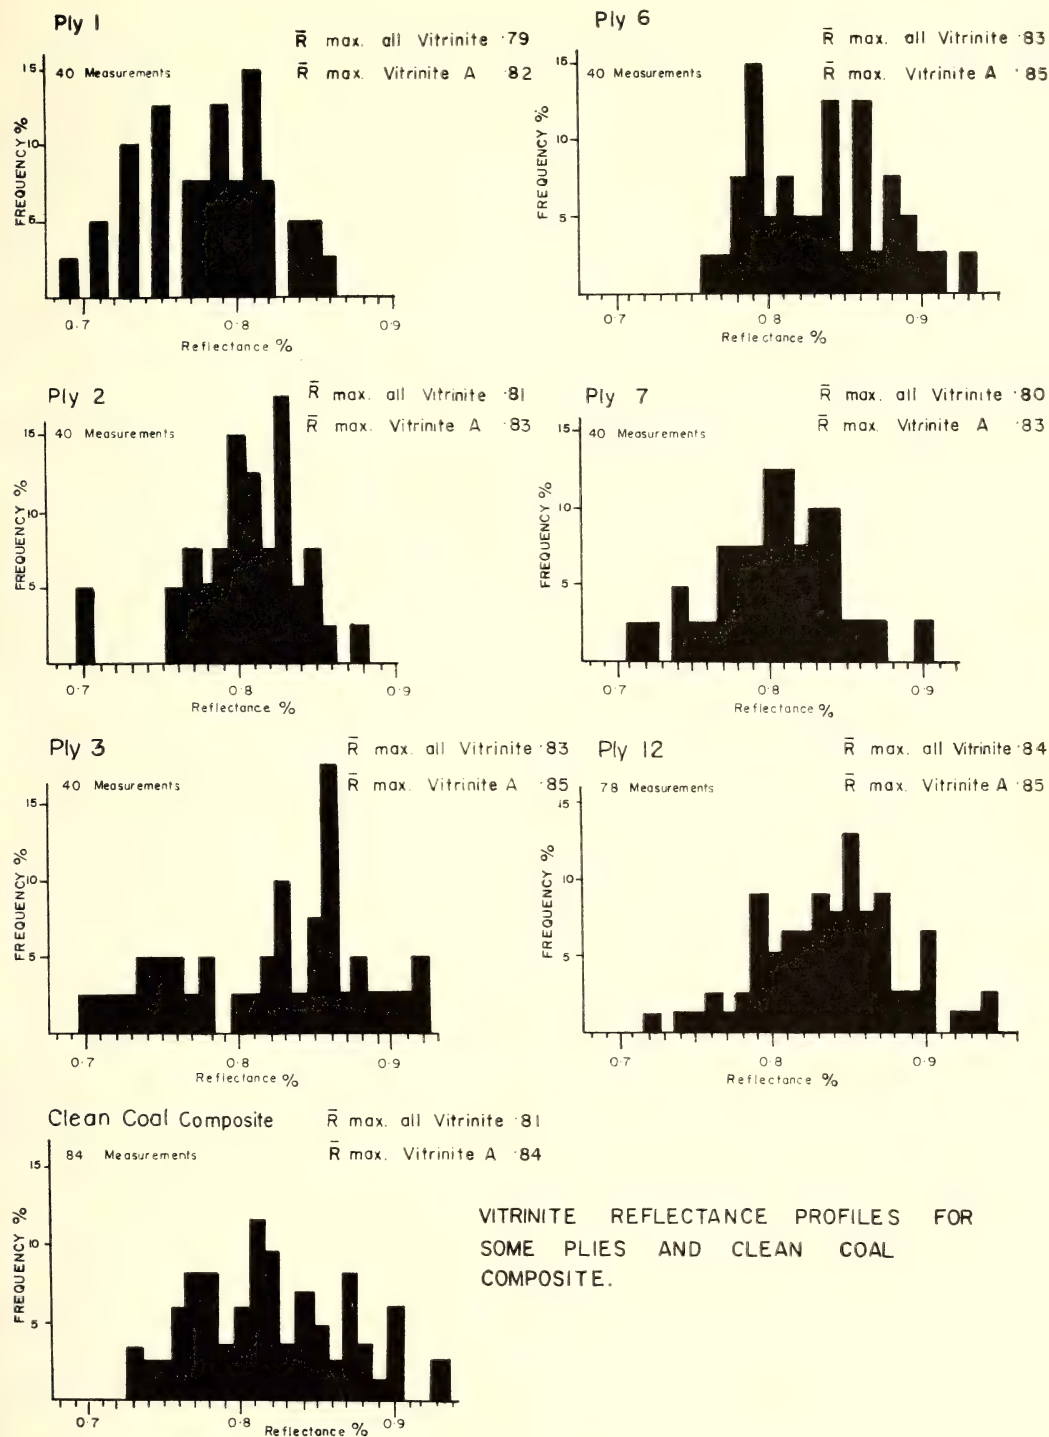 Ply 1
R̄ max. all Vitrinite ·79
40 Measurements
R̄ max. Vitrinite A ·82
15
10
5
FREQUENCY %
0·7 0·8 0·9
Reflectance %
Ply 6
R̄ max. all Vitrinite ·83
40 Measurements
R̄ max. Vitrinite A ·85
15
10
5
FREQUENCY %
0·7 0·8 0·9
Reflectance %
Ply 2
R̄ max. all Vitrinite ·81
40 Measurements
R̄ max. Vitrinite A ·83
15
10
5
FREQUENCY %
0·7 0·8 0·9
Reflectance %
Ply 7
R̄ max. all Vitrinite ·80
40 Measurements
R̄ max. Vitrinite A ·83
15
10
5
FREQUENCY %
0·7 0·8 0·9
Reflectance %
Ply 3
R̄ max. all Vitrinite ·83
40 Measurements
R̄ max. Vitrinite A ·85
15
10
5
FREQUENCY %
0·7 0·8 0·9
Reflectance %
Ply 12
R̄ max. all Vitrinite ·84
78 Measurements
R̄ max. Vitrinite A ·85
15
10
5
FREQUENCY %
0·7 0·8 0·9
Reflectance %
Clean Coal Composite
R̄ max. all Vitrinite ·81
84 Measurements
R̄ max. Vitrinite A ·84
15
10
5
FREQUENCY %
0·7 0·8 0·9
Reflectance %
VITRINITE REFLECTANCE PROFILES FOR
SOME PLIES AND CLEAN COAL
COMPOSITE.